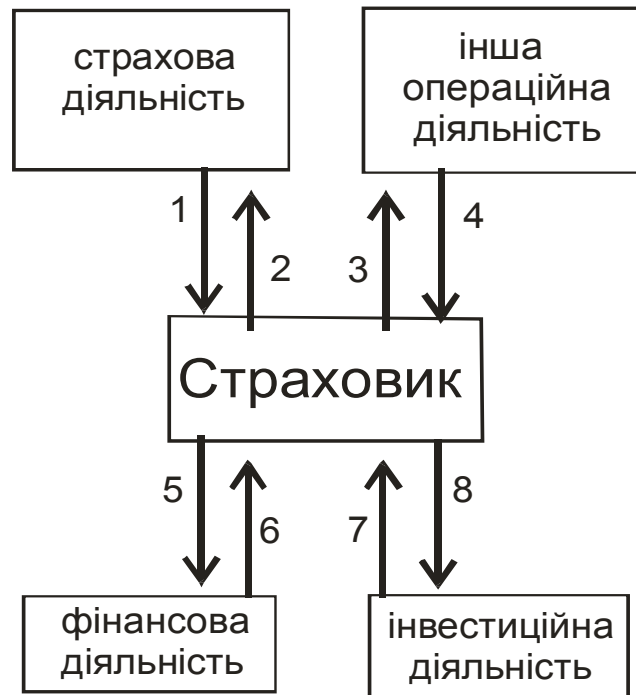 страхова
діяльність
інша
операційна
діяльність
1
2
3
4
Страховик
5
6
7
8
фінансова
діяльність
інвестиційна
діяльність